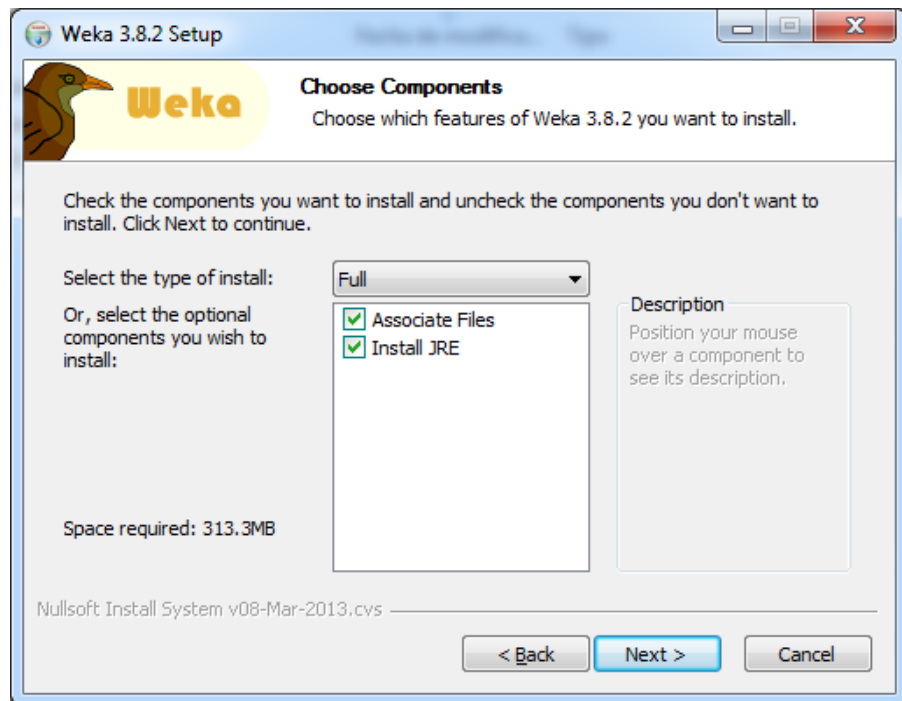 Weka 3.8.2 Setup
Weka
Choose Components
Choose which features of Weka 3.8.2 you want to install.
Check the components you want to install and uncheck the components you don't want to
install. Click Next to continue.
Select the type of install:
Full
Or, select the optional
components you wish to
install:
Associate Files
Install JRE
Description
Position your mouse
over a component to
see its description.
Space required: 313.3MB
Nullsoft Install System v08-Mar-2013.cvs
< Back
Next >
Cancel